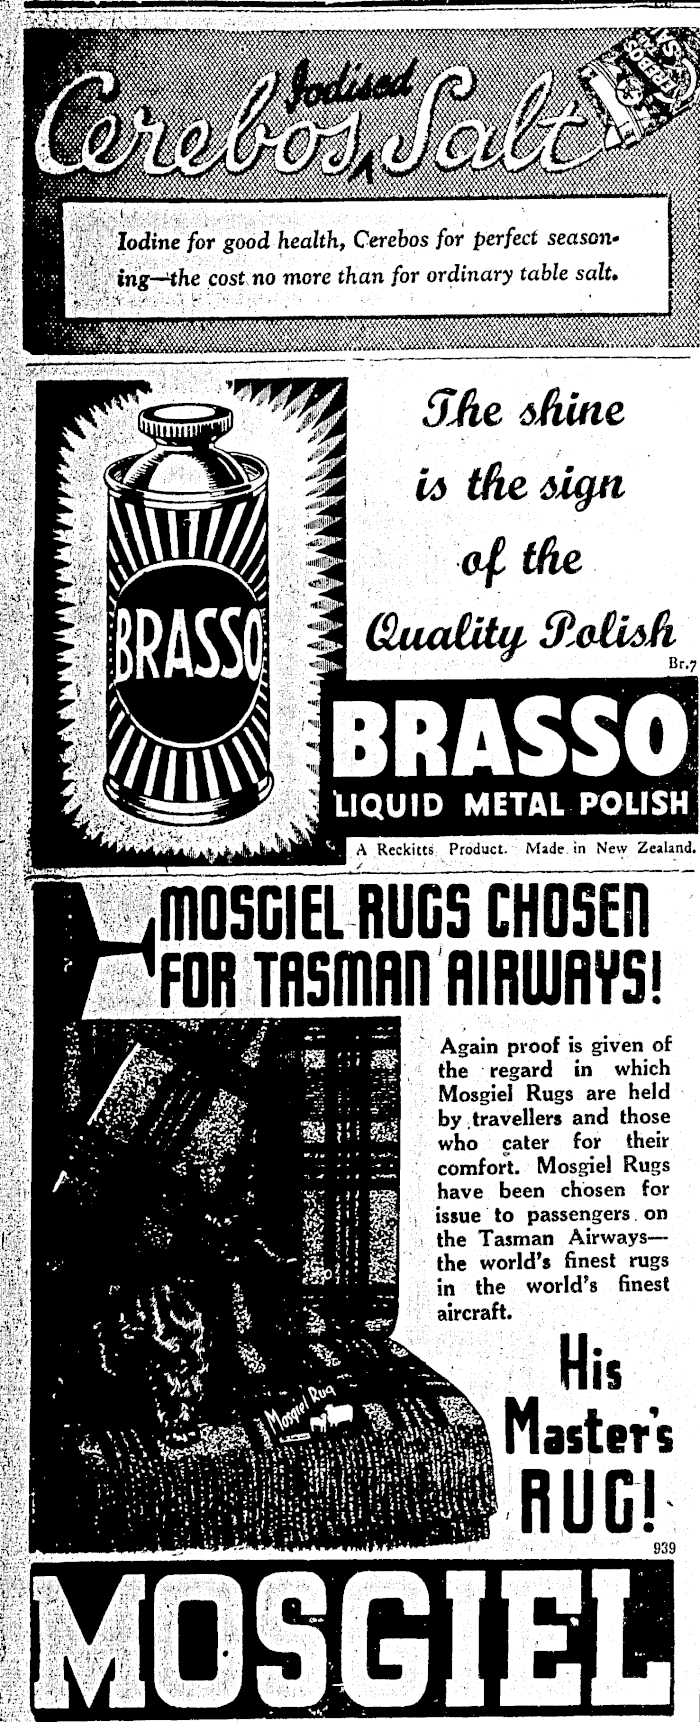 Iodised
Cerebos Salt
CEREBOS
SALT
Iodine for good health, Cerebos for perfect season-
ing—the cost no more than for ordinary table salt.
BRASSO
The shine
is the sign
of the
Quality Polish
Br.7
BRASSO
LIQUID METAL POLISH
A Reckitts Product. Made in New Zealand.
MOSGIEL RUGS CHOSEN
FOR TASMAN AIRWAYS!
Again proof is given of
the regard in which
Mosgiel Rugs are held
by travellers and those
who cater for their
comfort. Mosgiel Rugs
have been chosen for
issue to passengers on
the Tasman Airways—
the world's finest rugs
in the world's finest
aircraft.
Mosgiel Rug
His
Master's
RUG!
939
MOSGIEL